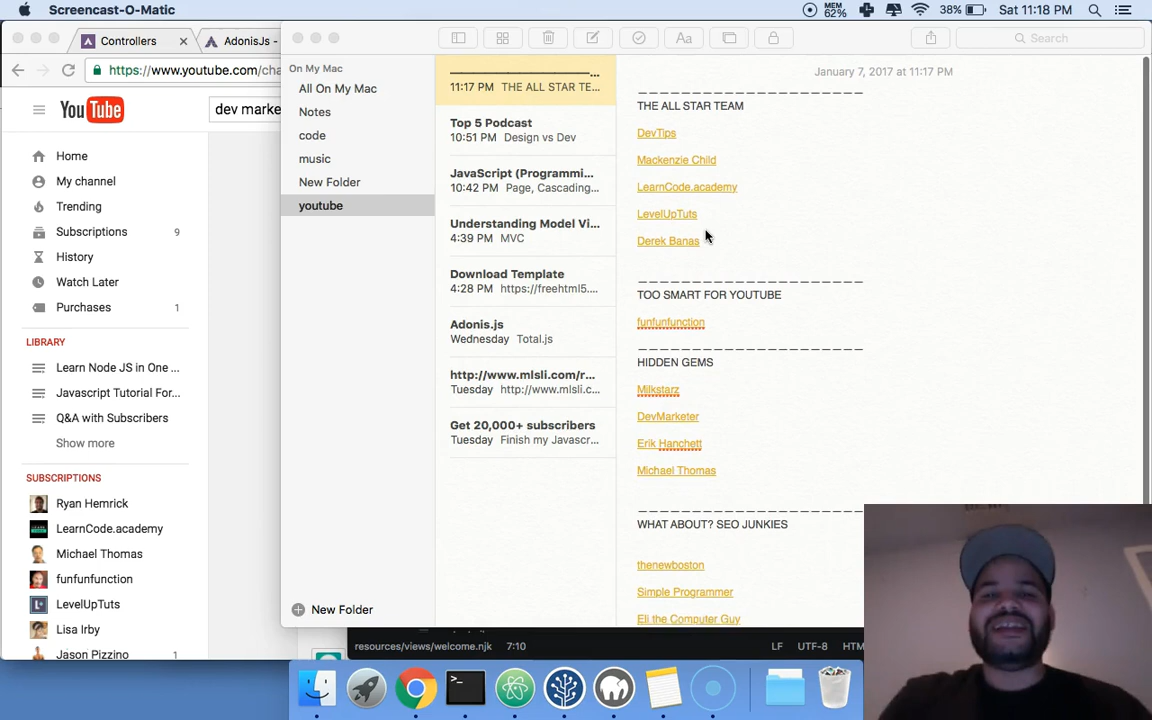 Screencast-O-Matic
MEM
62%
38%
Sat 11:18 PM
Controllers
AdonisJs -
https://www.youtube.com/cha
YouTube
dev marke
Home
My channel
Trending
Subscriptions 9
History
Watch Later
Purchases 1
LIBRARY
Learn Node JS in One ...
Javascript Tutorial For...
Q&A with Subscribers
Show more
SUBSCRIPTIONS
Ryan Hemrick
LearnCode.academy
Michael Thomas
funfunfunction
LevelUpTuts
Lisa Irby
Jason Pizzino 1
Aa
Search
On My Mac
All On My Mac
Notes
code
music
New Folder
youtube
New Folder
____________________...
11:17 PM THE ALL STAR TE...
Top 5 Podcast
10:51 PM Design vs Dev
JavaScript (Programmi...
10:42 PM Page, Cascading...
Understanding Model Vi...
4:39 PM MVC
Download Template
4:28 PM https://freehtml5....
Adonis.js
Wednesday Total.js
http://www.mlsli.com/r...
Tuesday http://www.mlsli.c...
Get 20,000+ subscribers
Tuesday Finish my Javascr...
January 7, 2017 at 11:17 PM
____________________
THE ALL STAR TEAM
DevTips
Mackenzie Child
LearnCode.academy
LevelUpTuts
Derek Banas
____________________
TOO SMART FOR YOUTUBE
funfunfunction
____________________
HIDDEN GEMS
Milkstarz
DevMarketer
Erik Hanchett
Michael Thomas
____________________
WHAT ABOUT? SEO JUNKIES
thenewboston
Simple Programmer
Eli the Computer Guy
resources/views/welcome.njk 7:10
LF UTF-8 HTM
>_